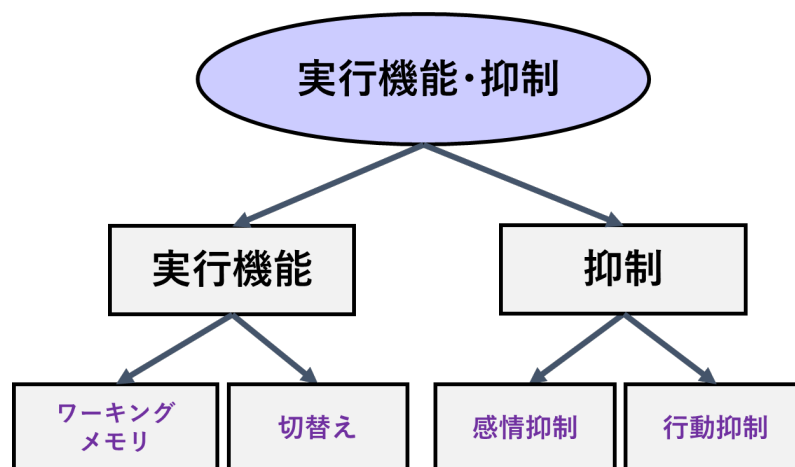 実行機能・抑制
実行機能
抑制
ワーキング
メモリ
切替え
感情抑制
行動抑制